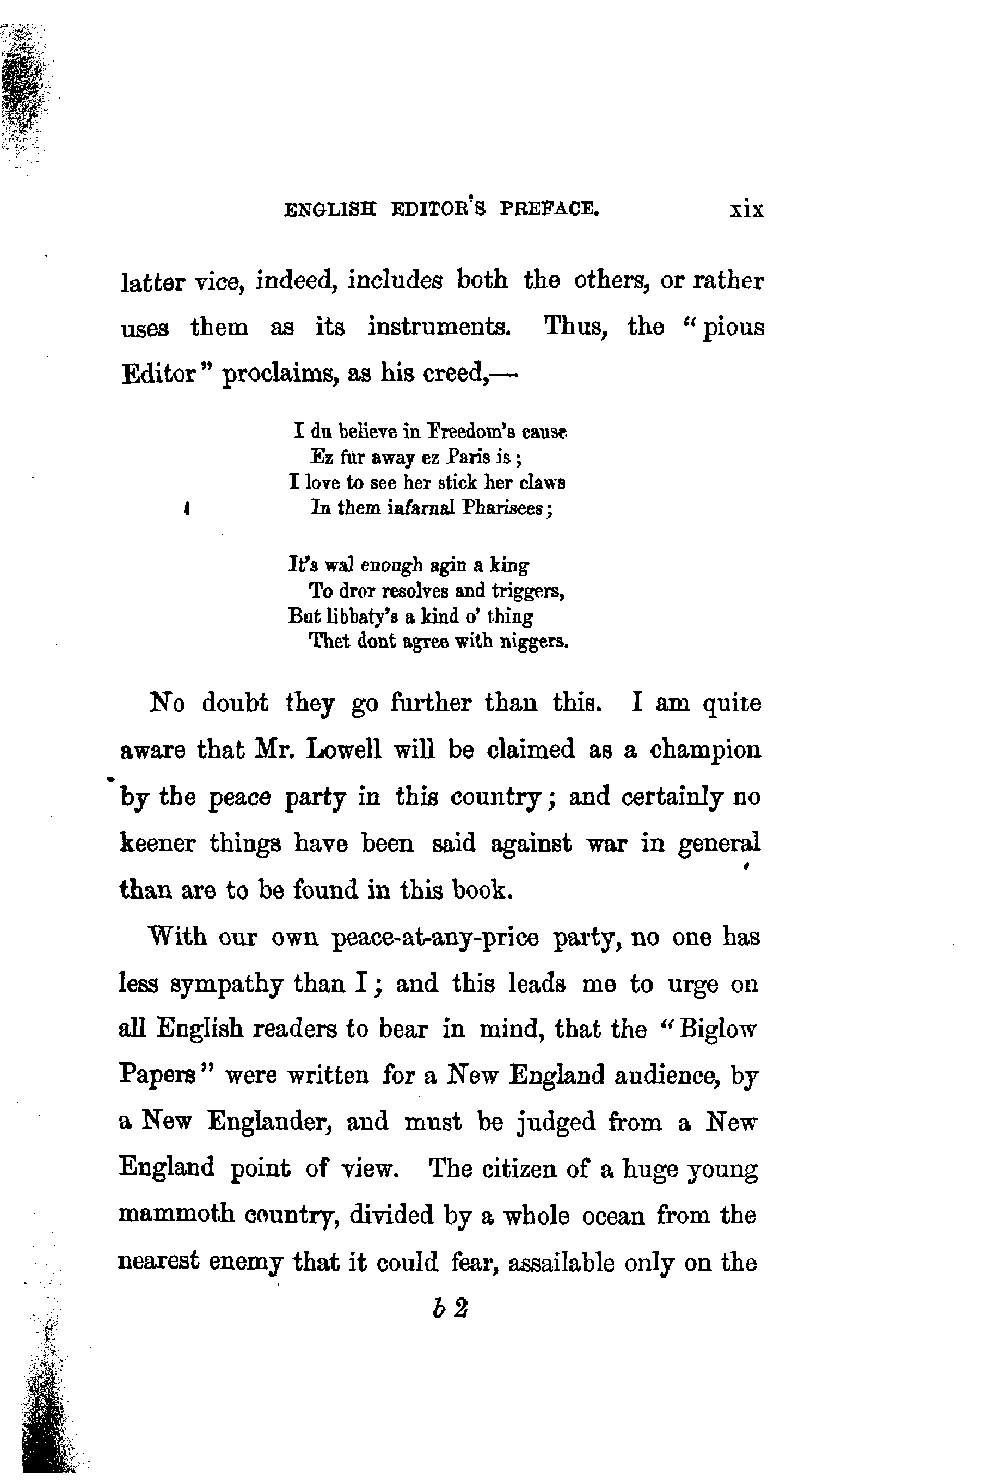 ENGLISH EDITOR'S PREFACE. xix
latter vice, indeed, includes both the others, or rather
uses them as its instruments. Thus, the “pious
Editor” proclaims, as his creed,—
I du believe in Freedom's cause
Ez fur away ez Paris is;
I love to see her stick her claws
In them infarnal Pharisees;
It's wal enough agin a king
To dror resolves and triggers,
But libbaty's a kind o' thing
Thet dont agree with niggers.
No doubt they go further than this. I am quite
aware that Mr. Lowell will be claimed as a champion
by the peace party in this country; and certainly no
keener things have been said against war in general
than are to be found in this book.
With our own peace-at-any-price party, no one has
less sympathy than I; and this leads me to urge on
all English readers to bear in mind, that the “Biglow
Papers” were written for a New England audience, by
a New Englander, and must be judged from a New
England point of view. The citizen of a huge young
mammoth country, divided by a whole ocean from the
nearest enemy that it could fear, assailable only on the
b 2